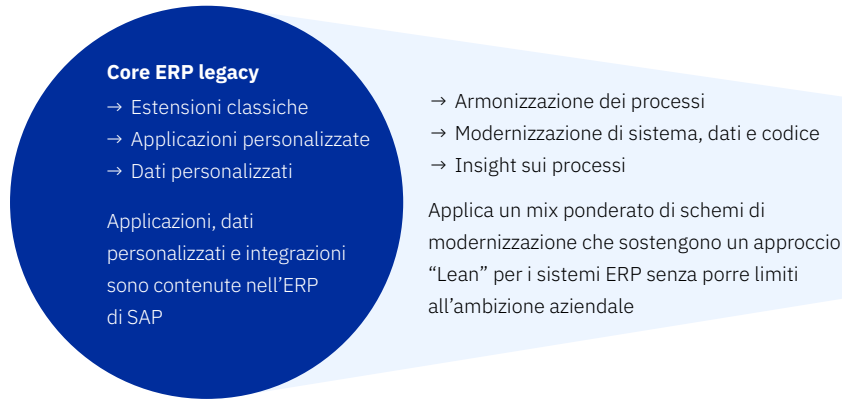 Core ERP legacy
→ Estensioni classiche
→ Applicazioni personalizzate
→ Dati personalizzati
Applicazioni, dati
personalizzati e integrazioni
sono contenute nell’ERP
di SAP
→ Armonizzazione dei processi
→ Modernizzazione di sistema, dati e codice
→ Insight sui processi
Applica un mix ponderato di schemi di
modernizzazione che sostengono un approccio
“Lean” per i sistemi ERP senza porre limiti
all’ambizione aziendale